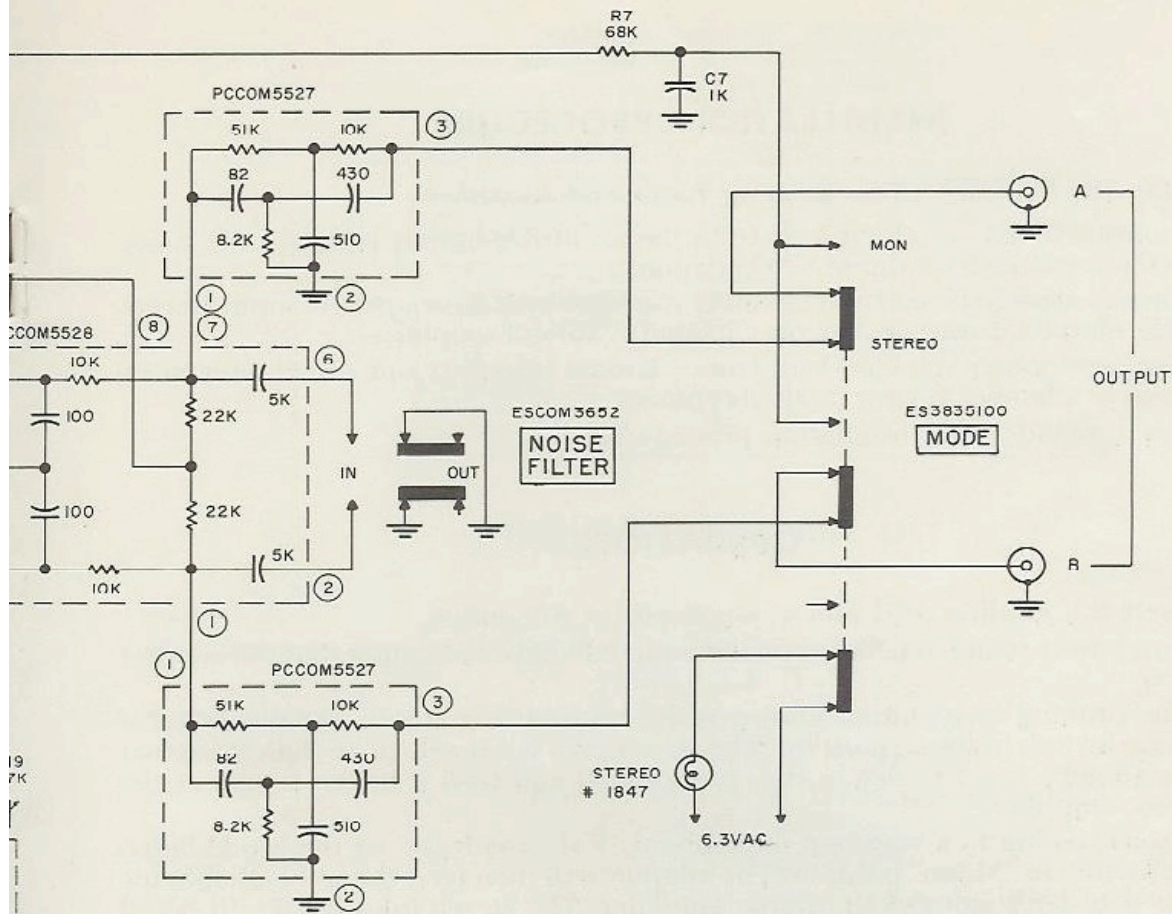 R7
68K
C7
1K
PCCOM5527
51K
10K
3
82
430
8.2K
510
1
2
7
A
MON
STEREO
OUTPUT
CCOM5528
8
6
10K
5K
100
22K
ESCOM3652
NOISE
FILTER
IN
OUT
ES3835100
MODE
100
22K
5K
10K
2
1
B
1
PCCOM5527
51K
10K
3
82
430
8.2K
510
2
STEREO
# 1847
6.3VAC
9
7K